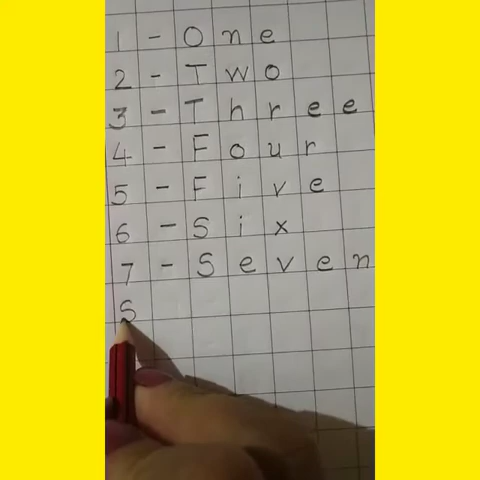 1 - One
2 - Two
3 - Three
4 - Four
5 - Five
6 - Six
7 - Seven
S